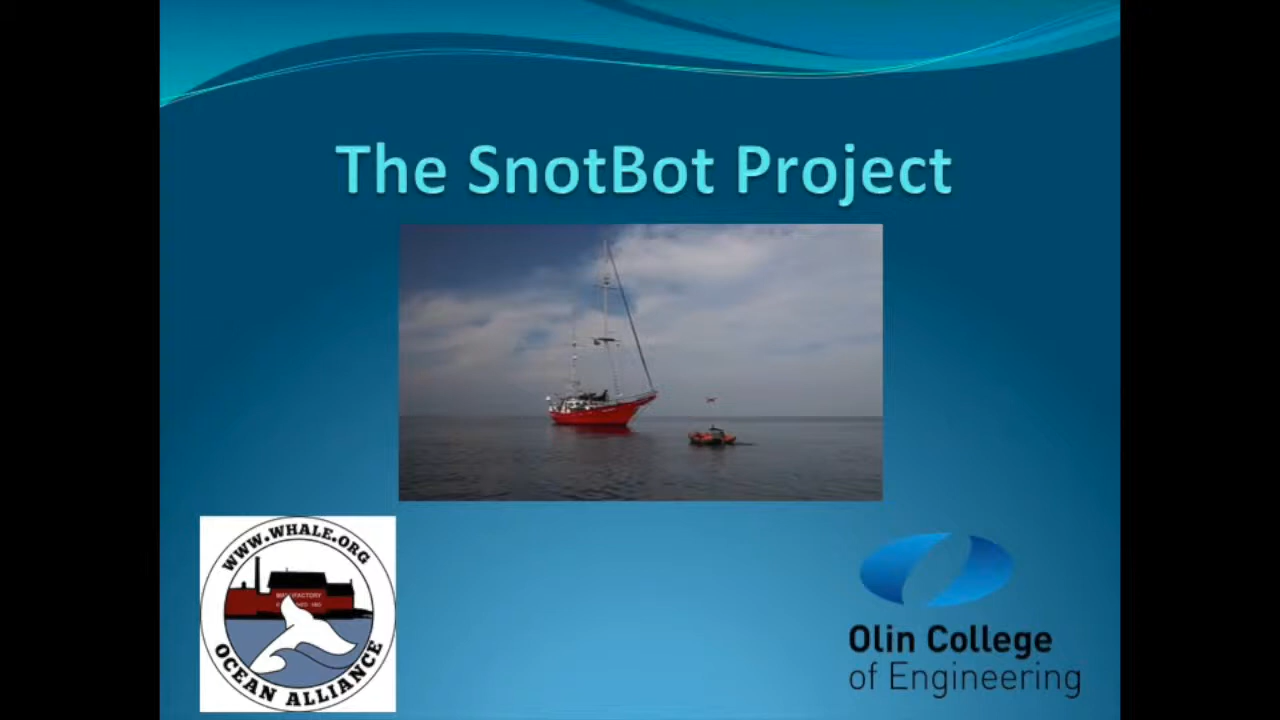 The SnotBot Project
WWW.WHALE.ORG
OCEAN ALLIANCE
Olin College
of Engineering